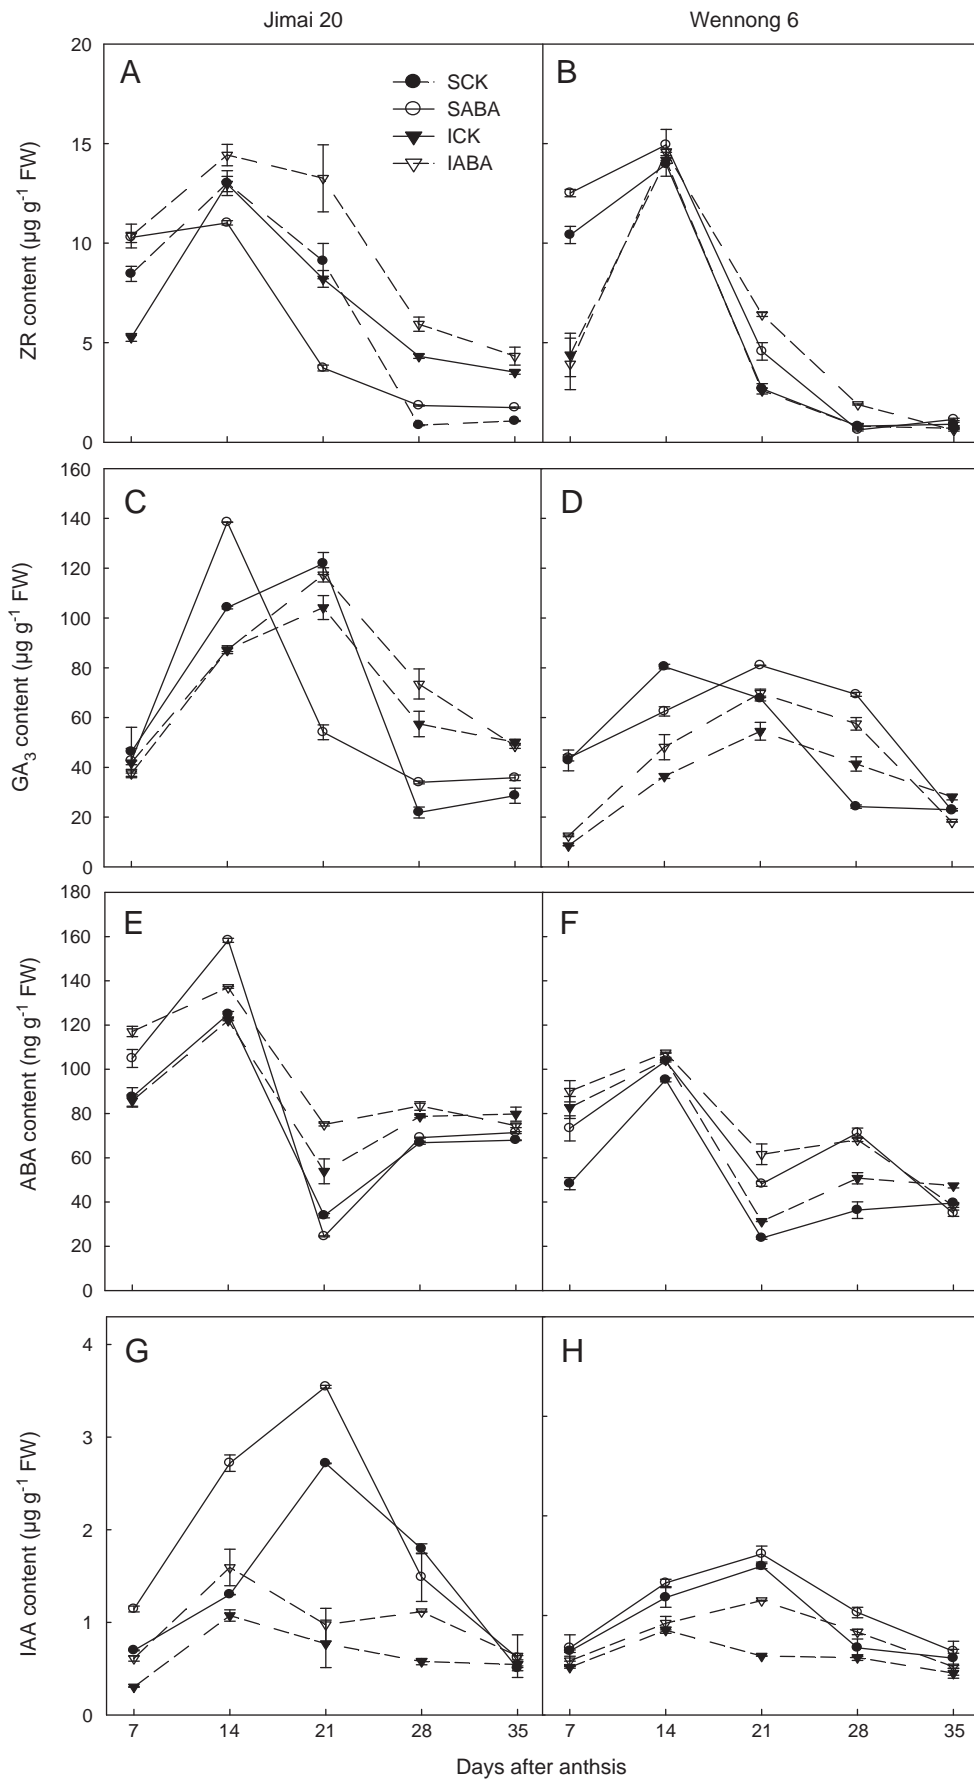 Jimai 20
Wennong 6
A
B
SCK
SABA
ICK
IABA
20
15
10
5
0
ZR content (µg g⁻¹ FW)
C
D
160
140
120
100
80
60
40
20
0
GA₃ content (µg g⁻¹ FW)
E
F
180
160
140
120
100
80
60
40
20
0
ABA content (ng g⁻¹ FW)
G
H
4
3
2
1
0
IAA content (µg g⁻¹ FW)
7 14 21 28 35 7 14 21 28 35
Days after anthsis